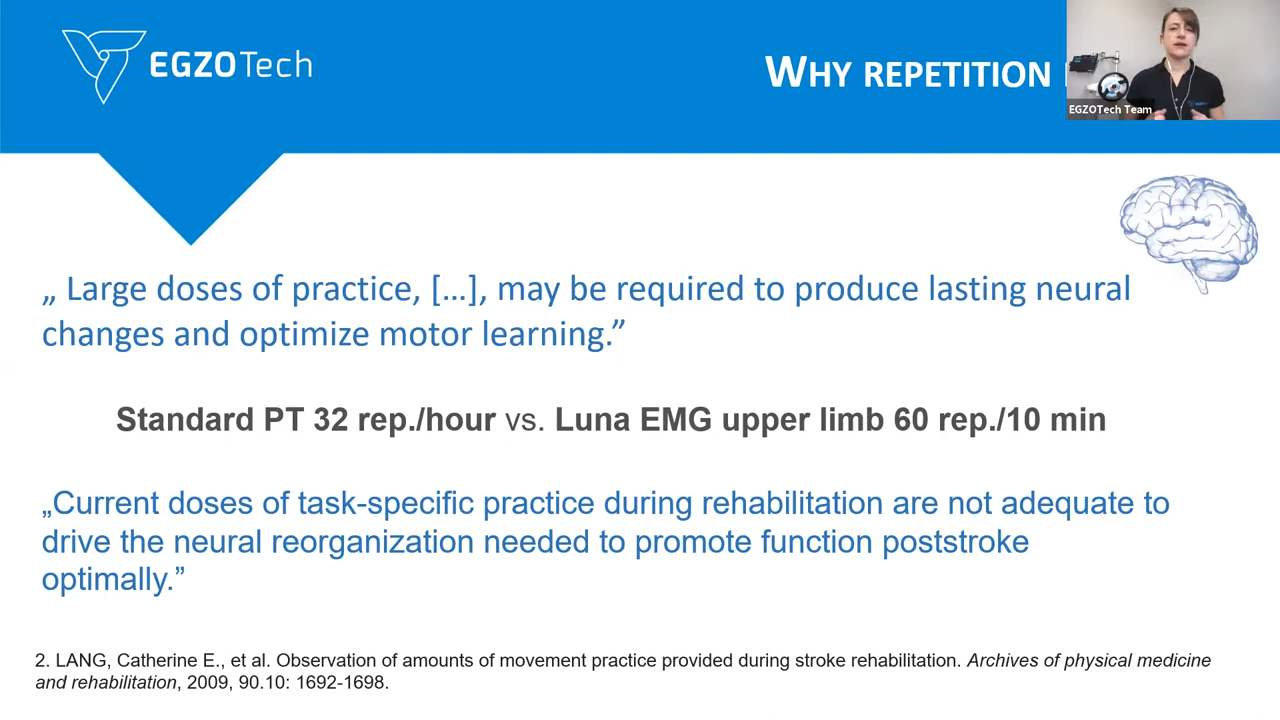 EGZOTech
WHY REPETITION
EGZOTech Team
„ Large doses of practice, […], may be required to produce lasting neural
changes and optimize motor learning.”
Standard PT 32 rep./hour vs. Luna EMG upper limb 60 rep./10 min
„Current doses of task-specific practice during rehabilitation are not adequate to
drive the neural reorganization needed to promote function poststroke
optimally.”
2. LANG, Catherine E., et al. Observation of amounts of movement practice provided during stroke rehabilitation. Archives of physical medicine
and rehabilitation, 2009, 90.10: 1692-1698.